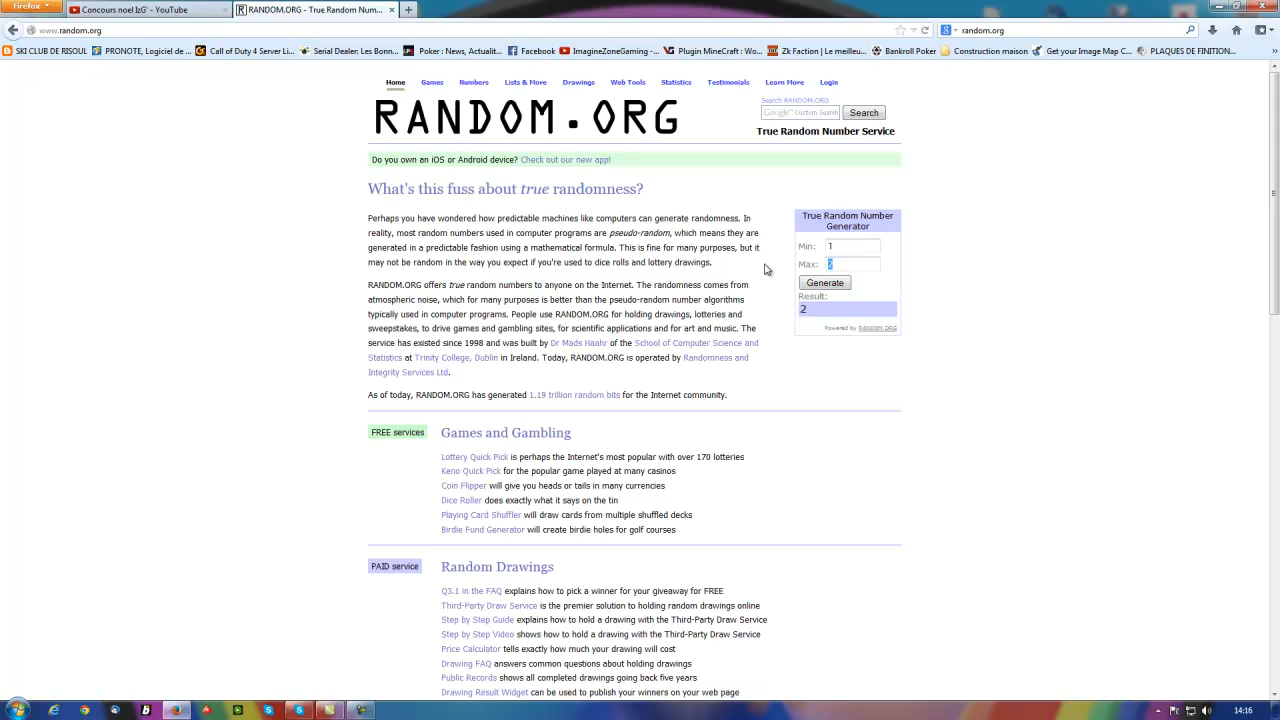 Firefox
Concours noel IzG' - YouTube
RANDOM.ORG - True Random Num...
www.random.org
random.org
SKI CLUB DE RISOUL
PRONOTE, Logiciel de ...
Call of Duty 4 Server Li...
Serial Dealer: Les Bonn...
Poker : News, Actualit...
Facebook
ImagineZoneGaming - ...
Plugin MineCraft : Wo...
Zk Faction | Le meilleu...
Bankroll Poker
Construction maison
Get your Image Map C...
PLAQUES DE FINITION...
Home Games Numbers Lists & More Drawings Web Tools Statistics Testimonials Learn More Login
Search RANDOM.ORG
RANDOM.ORG
Google™ Custom Search
Search
True Random Number Service
Do you own an iOS or Android device? Check out our new app!
What's this fuss about true randomness?
Perhaps you have wondered how predictable machines like computers can generate randomness. In
reality, most random numbers used in computer programs are pseudo-random, which means they are
generated in a predictable fashion using a mathematical formula. This is fine for many purposes, but it
may not be random in the way you expect if you're used to dice rolls and lottery drawings.
RANDOM.ORG offers true random numbers to anyone on the Internet. The randomness comes from
atmospheric noise, which for many purposes is better than the pseudo-random number algorithms
typically used in computer programs. People use RANDOM.ORG for holding drawings, lotteries and
sweepstakes, to drive games and gambling sites, for scientific applications and for art and music. The
service has existed since 1998 and was built by Dr Mads Haahr of the School of Computer Science and
Statistics at Trinity College, Dublin in Ireland. Today, RANDOM.ORG is operated by Randomness and
Integrity Services Ltd.
As of today, RANDOM.ORG has generated 1.19 trillion random bits for the Internet community.
True Random Number
Generator
Min: 1
Max: 2
Generate
Result:
2
Powered by RANDOM.ORG
FREE services
Games and Gambling
Lottery Quick Pick is perhaps the Internet's most popular with over 170 lotteries
Keno Quick Pick for the popular game played at many casinos
Coin Flipper will give you heads or tails in many currencies
Dice Roller does exactly what it says on the tin
Playing Card Shuffler will draw cards from multiple shuffled decks
Birdie Fund Generator will create birdie holes for golf courses
PAID service
Random Drawings
Q3.1 in the FAQ explains how to pick a winner for your giveaway for FREE
Third-Party Draw Service is the premier solution to holding random drawings online
Step by Step Guide explains how to hold a drawing with the Third-Party Draw Service
Step by Step Video shows how to hold a drawing with the Third-Party Draw Service
Price Calculator tells exactly how much your drawing will cost
Drawing FAQ answers common questions about holding drawings
Public Records shows all completed drawings going back five years
Drawing Result Widget can be used to publish your winners on your web page
14:16